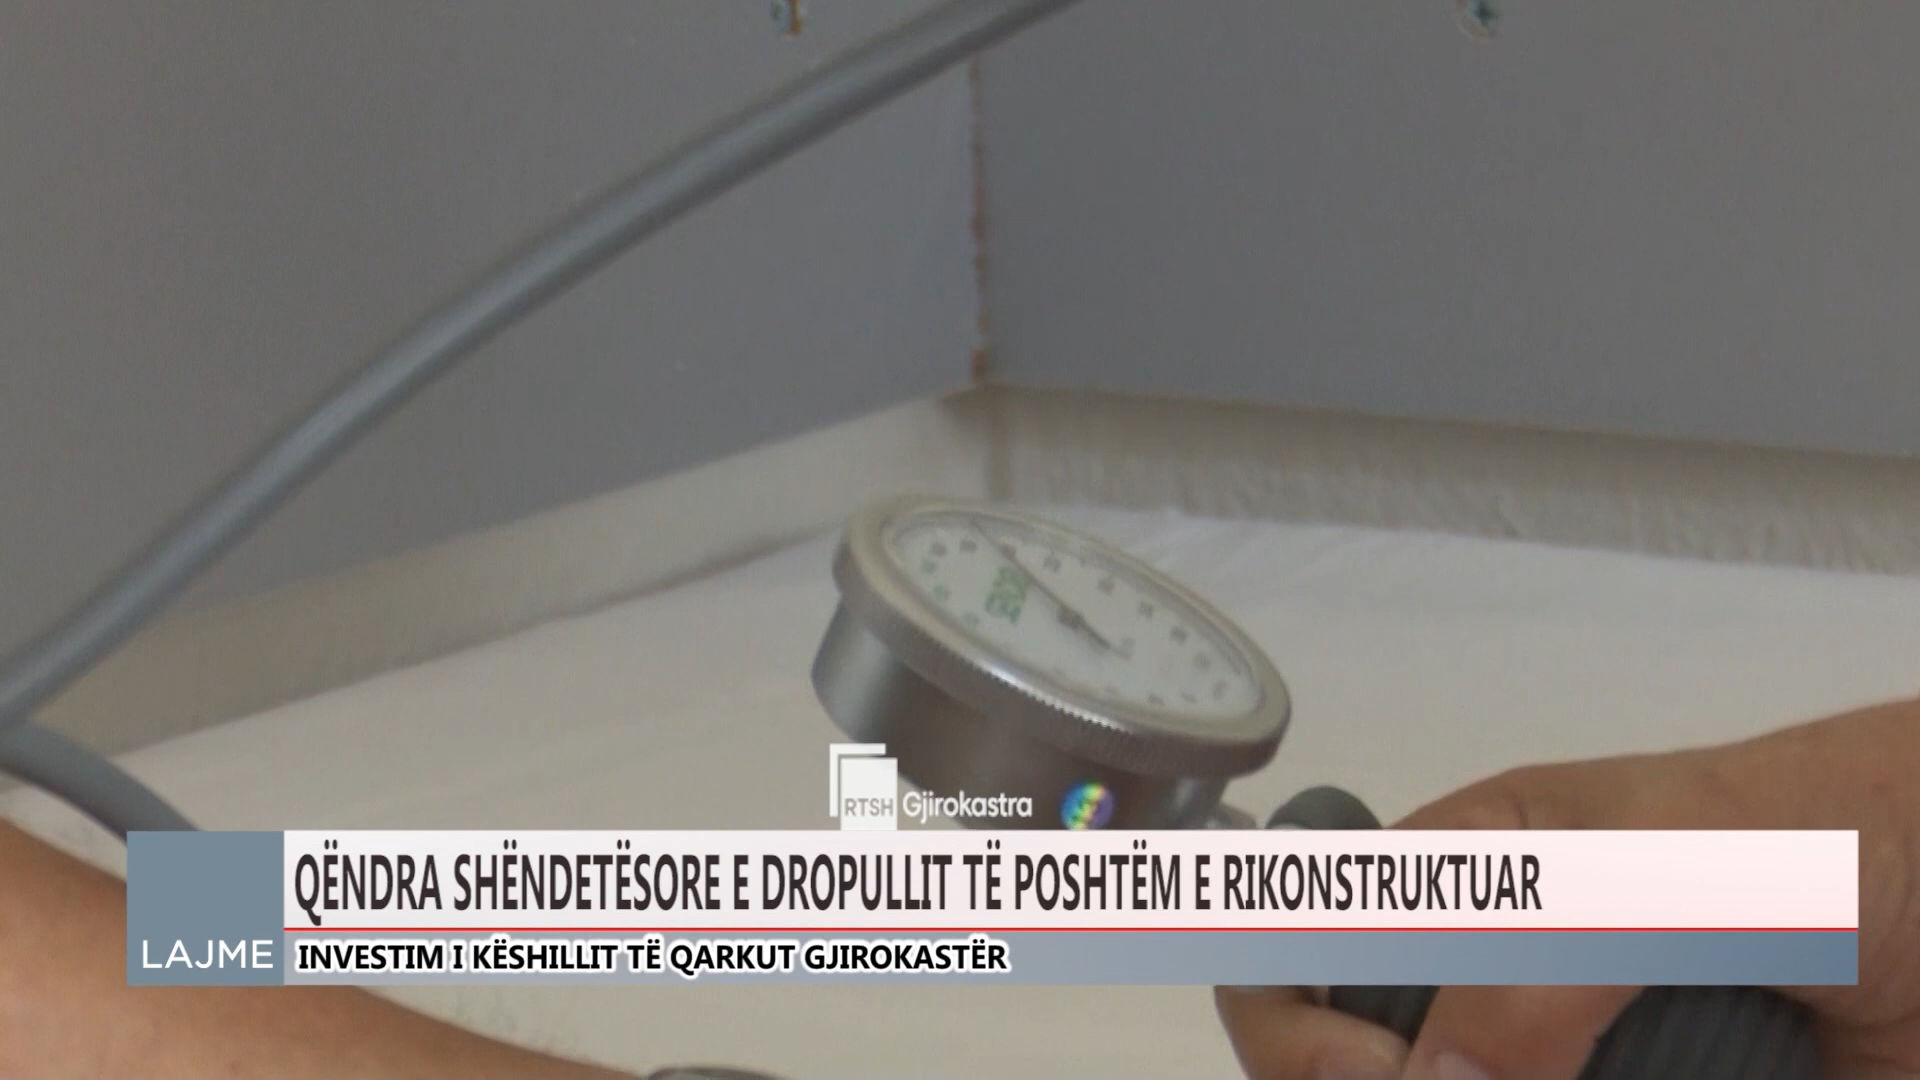 RTSH Gjirokastra
QËNDRA SHËNDETËSORE E DROPULLIT TË POSHTËM E RIKONSTRUKTUAR
LAJME
INVESTIM I KËSHILLIT TË QARKUT GJIROKASTËR